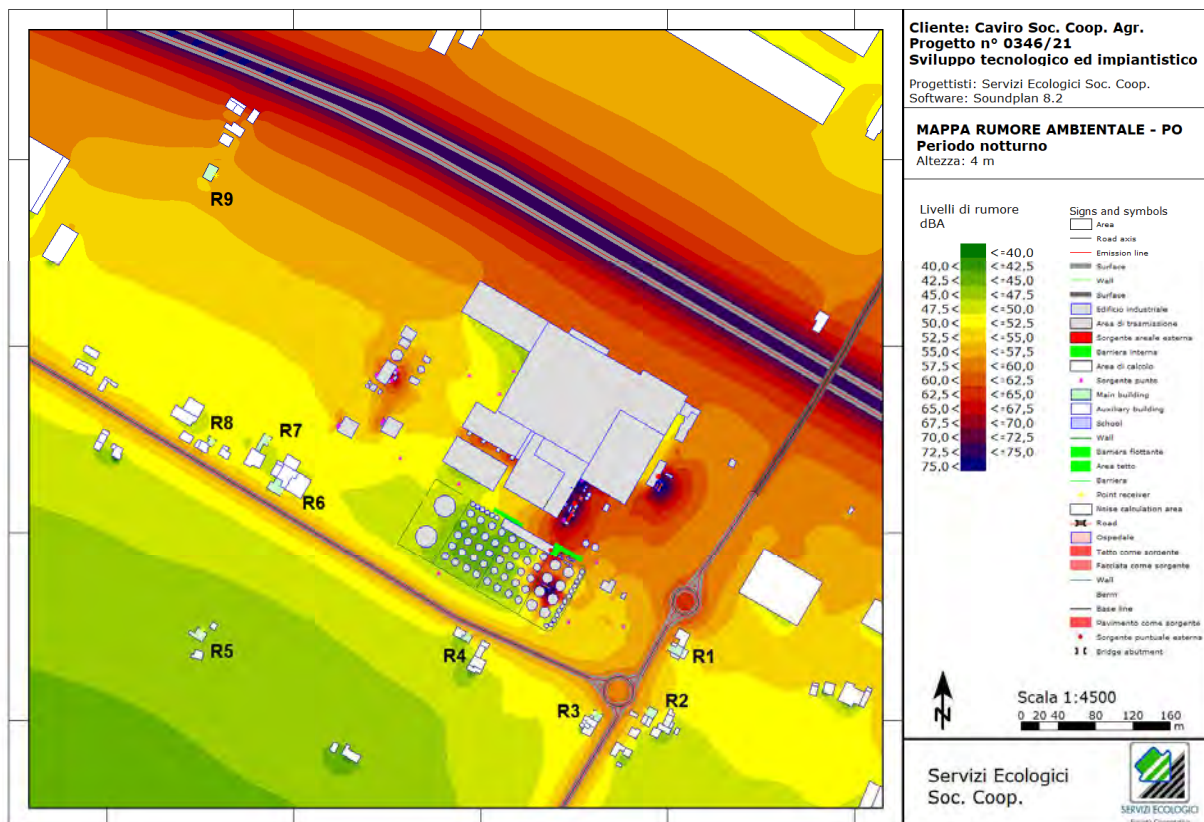 Cliente: Caviro Soc. Coop. Agr.
Progetto n° 0346/21
Sviluppo tecnologico ed impiantistico
Progettisti: Servizi Ecologici Soc. Coop.
Software: Soundplan 8.2
MAPPA RUMORE AMBIENTALE - PO
Periodo notturno
Altezza: 4 m
Livelli di rumore
dBA
<=40,0
40,0< <=42,5
42,5< <=45,0
45,0< <=47,5
47,5< <=50,0
50,0< <=52,5
52,5< <=55,0
55,0< <=57,5
57,5< <=60,0
60,0< <=62,5
62,5< <=65,0
65,0< <=67,5
67,5< <=70,0
70,0< <=72,5
72,5< <=75,0
75,0<
Signs and symbols
Area
Road axis
Emission line
Surface
Wall
Surface
Edificio industriale
Area di trasmissione
Sorgente areale esterna
Barriera interna
Area di calcolo
Sorgente punto
Main building
Auxiliary building
School
Wall
Barriera flottante
Area tetto
Barriera
Point receiver
Noise calculation area
Road
Ospedale
Tetto come sorgente
Facciata come sorgente
Wall
Berm
Base line
Pavimento come sorgente
Sorgente puntuale esterna
Bridge abutment
N
Scala 1:4500
0 20 40 80 120 160
m
Servizi Ecologici
Soc. Coop.
SERVIZI ECOLOGICI
R9
R8
R7
R6
R5
R4
R1
R3
R2